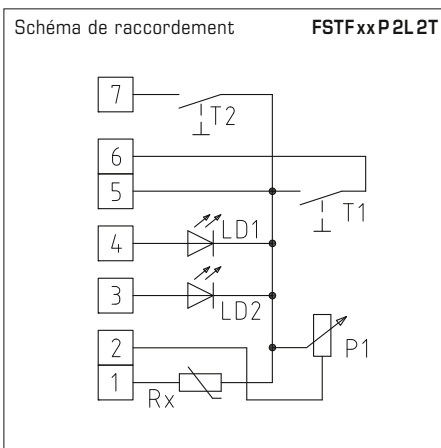 Schéma de raccordement FSTFxxP2L2T
7
T2
6
5
T1
4
LD1
3
LD2
2
P1
1
Rx